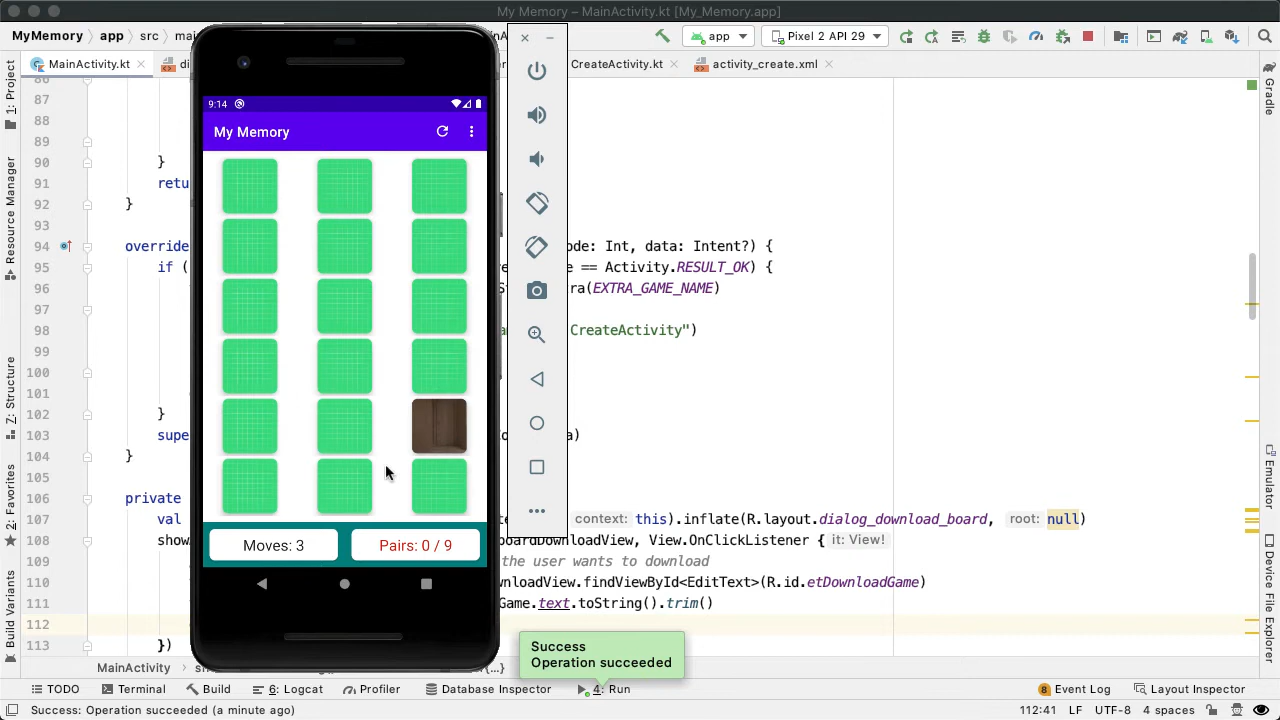 My Memory – MainActivity.kt [My_Memory.app]
MyMemory
app
src
app
Pixel 2 API 29
MainActivity.kt
CreateActivity.kt
activity_create.xml
1: Project
Resource Manager
Z: Structure
2: Favorites
Build Variants
Gradle
Emulator
Device File Explorer
9:14
My Memory
Moves: 3
Pairs: 0 / 9
87
88
89
90 }
91 retu
92 }
93
94 override ode: Int, data: Intent?) {
95 if ( == Activity.RESULT_OK) {
96 (EXTRA_GAME_NAME)
97
98 CreateActivity")
99
100
101
102 }
103 supe a)
104 }
105
106 private
107 val context: this).inflate(R.layout.dialog_download_board, root: null)
108 show boardDownloadView, View.OnClickListener { it: View!
109 the user wants to download
110 wnloadView.findViewById<EditText>(R.id.etDownloadGame)
111 Game.text.toString().trim()
112
113 })
MainActivity
...}
Success
Operation succeeded
TODO
Terminal
Build
6: Logcat
Profiler
Database Inspector
4: Run
8 Event Log
Layout Inspector
Success: Operation succeeded (a minute ago)
112:41
LF
UTF-8
4 spaces